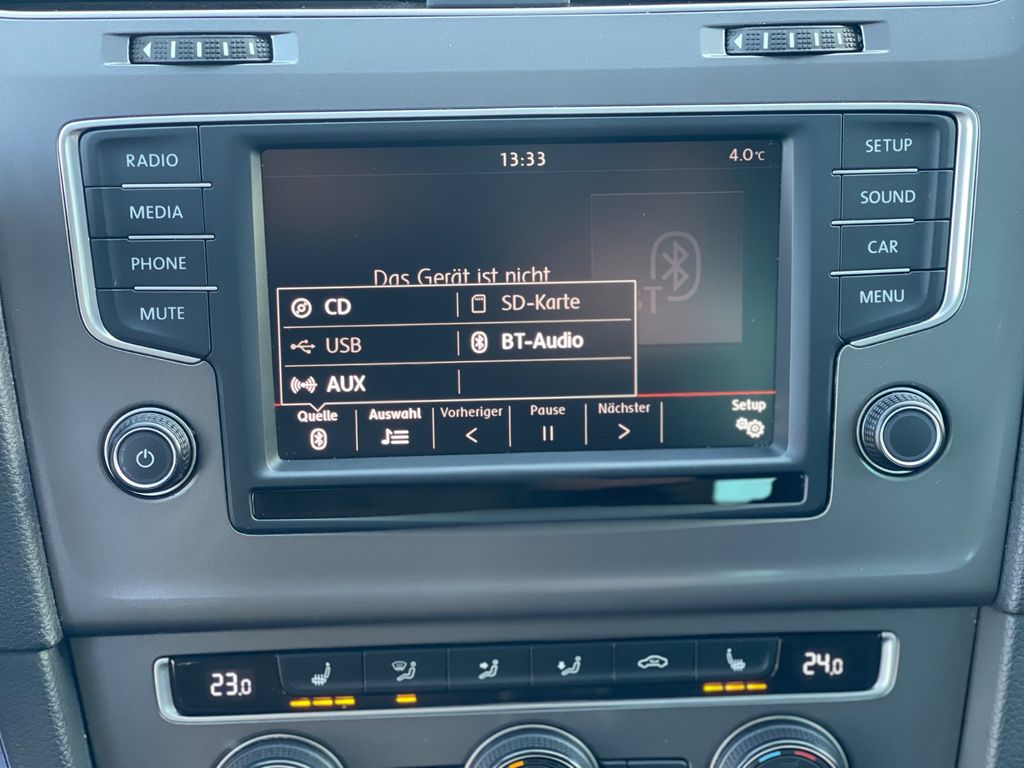 RADIO
MEDIA
PHONE
MUTE
13:33
4.0°C
Das Gerät ist nicht
CD
SD-Karte
USB
BT-Audio
AUX
Quelle
Auswahl
Vorheriger
Pause
Nächster
Setup
SETUP
SOUND
CAR
MENU
23.0
24.0